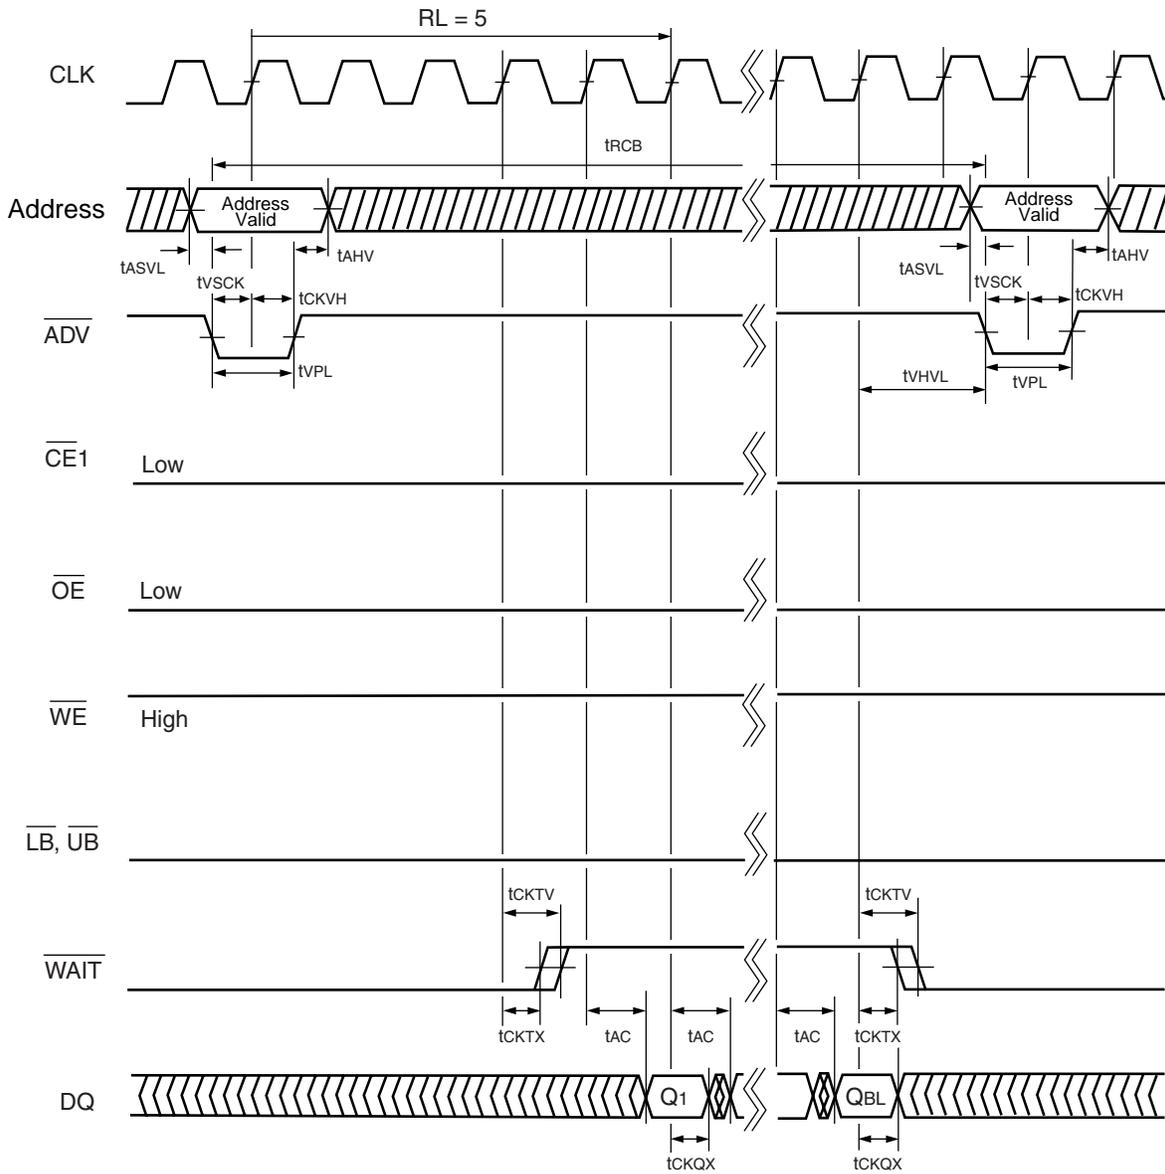 RL = 5
CLK
tRCB
Address
Address
Valid
Address
Valid
tASVL
tAHV
tASVL
tAHV
tVSCK
tCKVH
tVSCK
tCKVH
ADV
tVPL
tVHVL
tVPL
CE1
Low
OE
Low
WE
High
LB, UB
tCKTV
tCKTV
WAIT
tCKTX
tAC
tAC
tAC
tCKTX
DQ
Q1
QBL
tCKQX
tCKQX